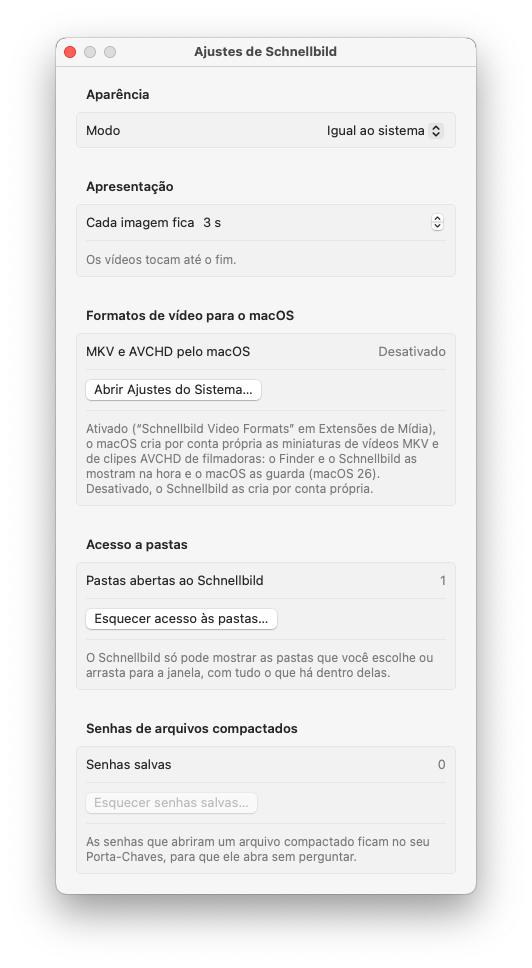 Ajustes de Schnellbild
Aparência
Modo Igual ao sistema
Apresentação
Cada imagem fica 3 s
Os vídeos tocam até o fim.
Formatos de vídeo para o macOS
MKV e AVCHD pelo macOS Desativado
Abrir Ajustes do Sistema...
Ativado (“Schnellbild Video Formats” em Extensões de Mídia),
o macOS cria por conta própria as miniaturas de vídeos MKV e
de clipes AVCHD de filmadoras: o Finder e o Schnellbild as
mostram na hora e o macOS as guarda (macOS 26).
Desativado, o Schnellbild as cria por conta própria.
Acesso a pastas
Pastas abertas ao Schnellbild 1
Esquecer acesso às pastas...
O Schnellbild só pode mostrar as pastas que você escolhe ou
arrasta para a janela, com tudo o que há dentro delas.
Senhas de arquivos compactados
Senhas salvas 0
Esquecer senhas salvas...
As senhas que abriram um arquivo compactado ficam no seu
Porta-Chaves, para que ele abra sem perguntar.